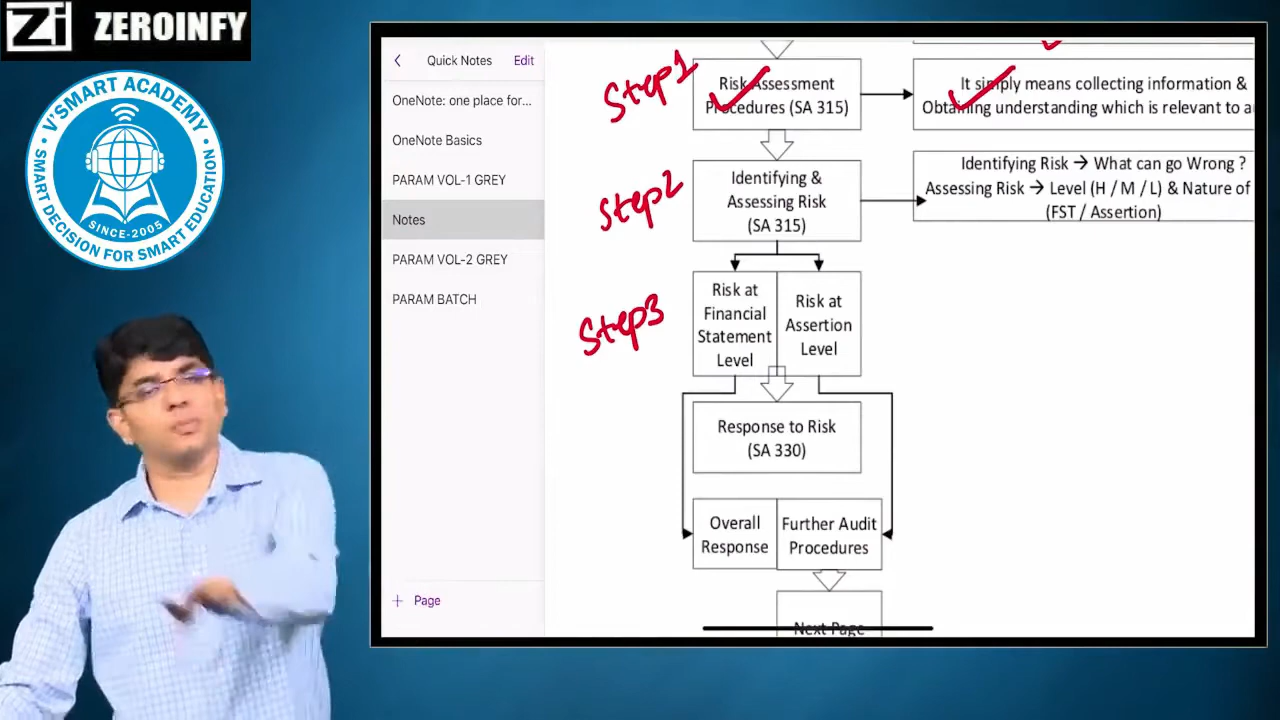 Zi ZEROINFY
V'SMART ACADEMY
SINCE-2005
SMART DECISION FOR SMART EDUCATION
Quick Notes Edit
OneNote: one place for...
OneNote Basics
PARAM VOL-1 GREY
Notes
PARAM VOL-2 GREY
PARAM BATCH
+ Page
Step1
Risk Assessment
Procedures (SA 315)
It simply means collecting information &
Obtaining understanding which is relevant to au
Step2
Identifying &
Assessing Risk
(SA 315)
Identifying Risk → What can go Wrong ?
Assessing Risk → Level (H / M / L) & Nature of
(FST / Assertion)
Step3
Risk at
Financial
Statement
Level
Risk at
Assertion
Level
Response to Risk
(SA 330)
Overall
Response
Further Audit
Procedures
Next Page